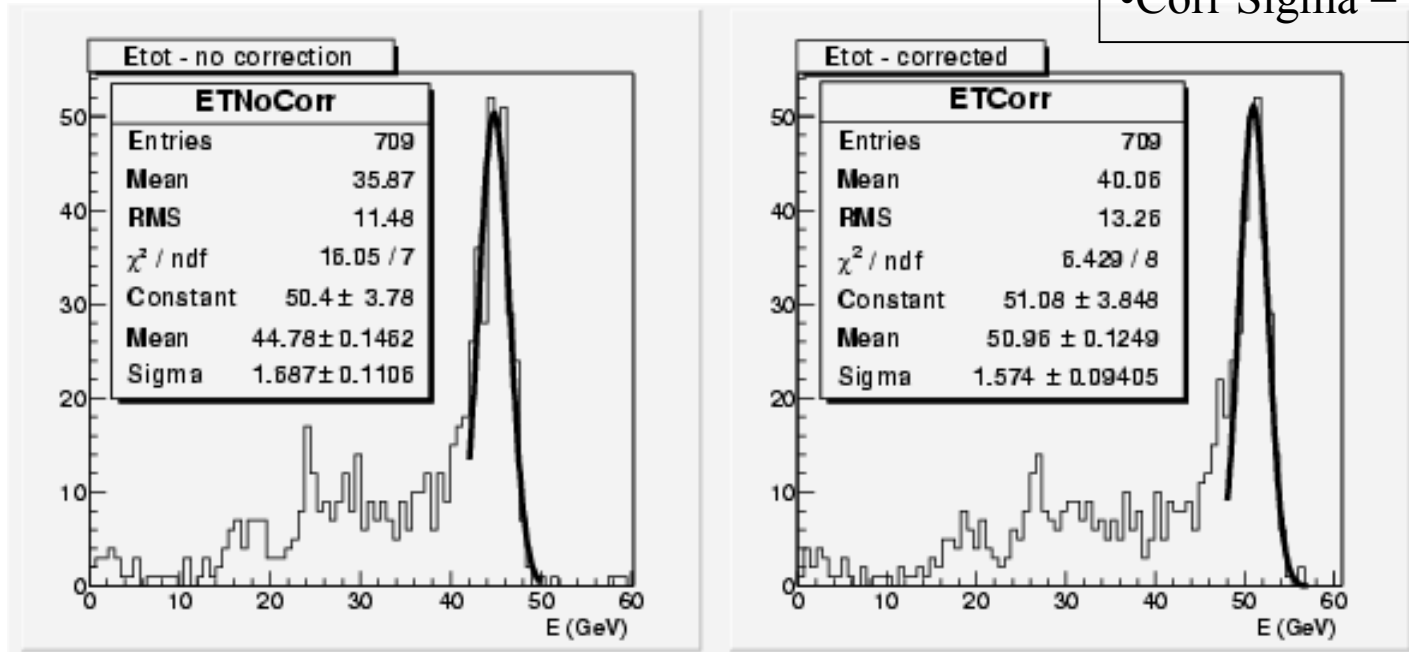 •Corr Sigma =
Etot - no correction
ETNoCorr
Entries 709
Mean 35.87
RMS 11.48
χ² / ndf 16.05 / 7
Constant 50.4 ± 3.78
Mean 44.78 ± 0.1462
Sigma 1.687 ± 0.1106
50
40
30
20
10
0
0 10 20 30 40 50 60
E (GeV)
Etot - corrected
ETCorr
Entries 709
Mean 40.06
RMS 13.26
χ² / ndf 6.429 / 8
Constant 51.08 ± 3.848
Mean 50.96 ± 0.1249
Sigma 1.574 ± 0.09405
50
40
30
20
10
0
0 10 20 30 40 50 60
E (GeV)